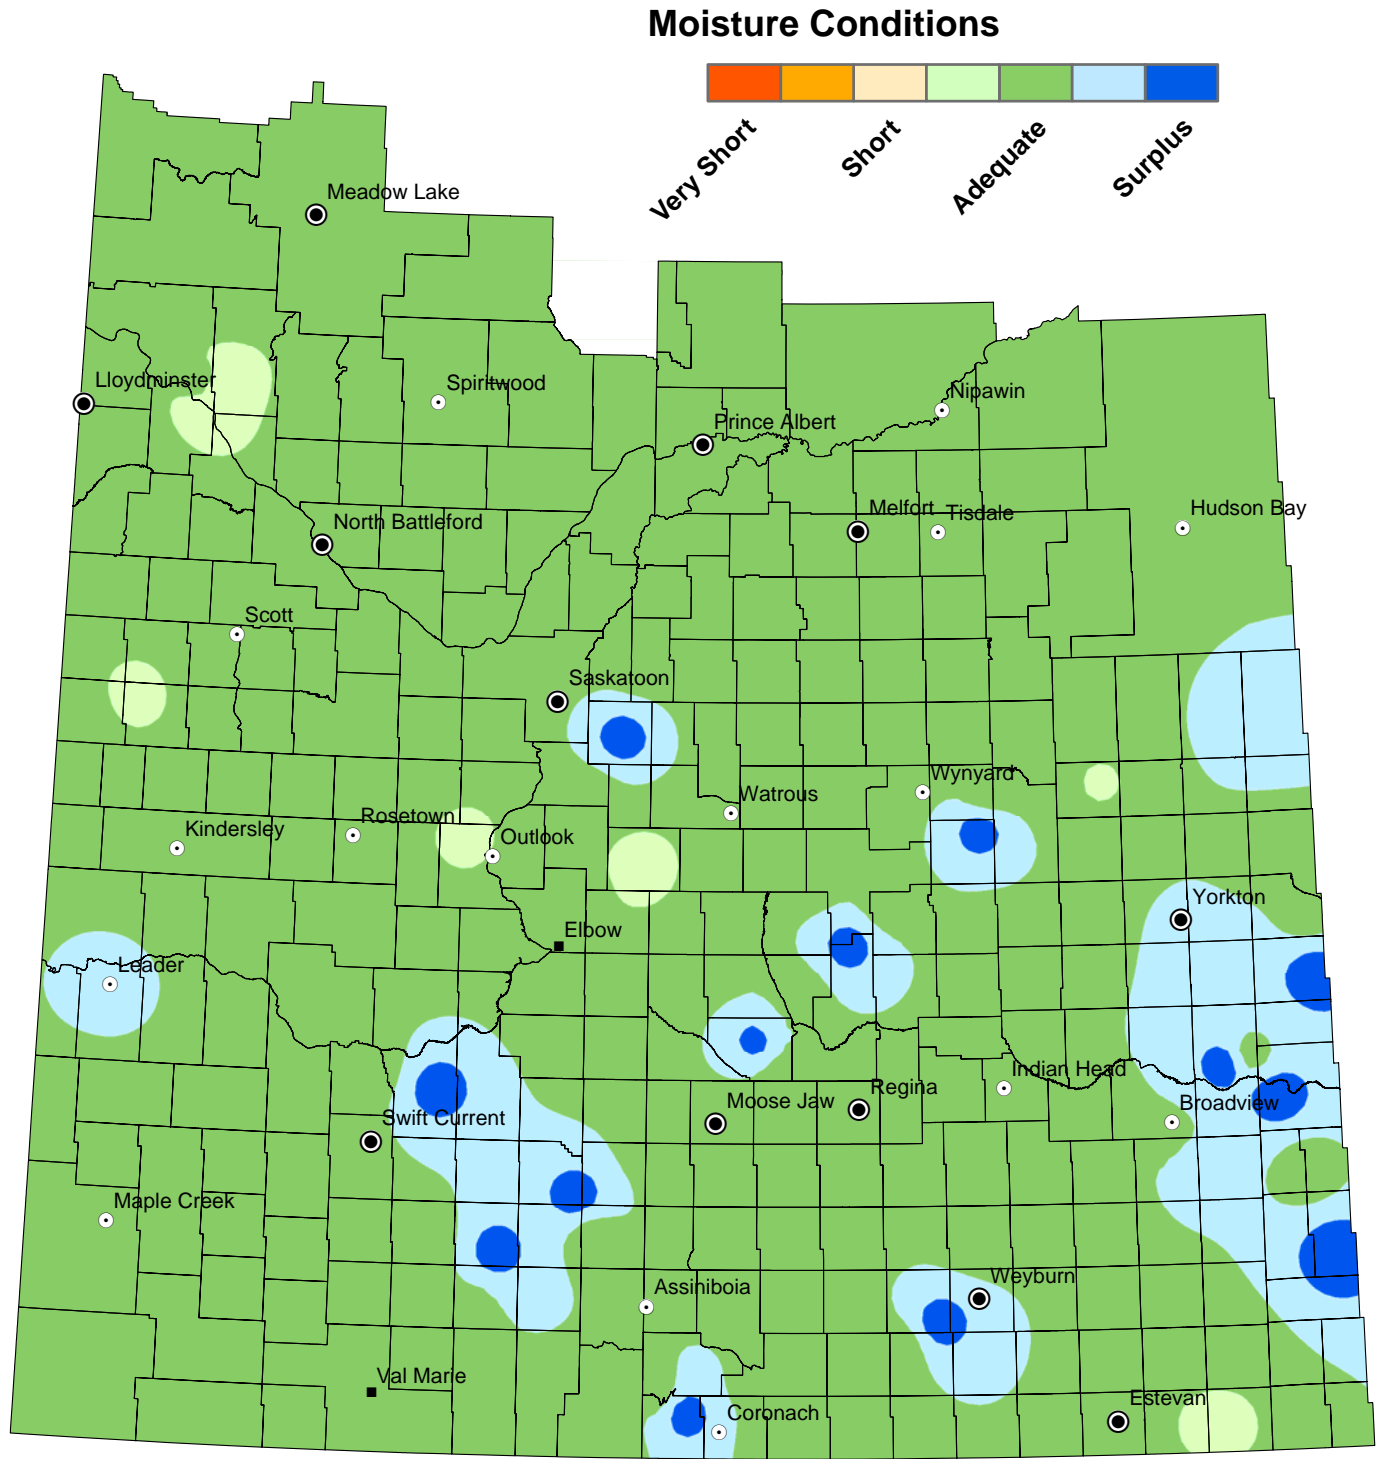 Moisture Conditions
Very Short
Short
Adequate
Surplus
Meadow Lake
Lloydminster
Spiritwood
Nipawin
Prince Albert
North Battleford
Melfort
Tisdale
Hudson Bay
Scott
Saskatoon
Wynyard
Watrous
Kindersley
Rosetown
Outlook
Yorkton
Elbow
Leader
Indian Head
Regina
Moose Jaw
Broadview
Swift Current
Maple Creek
Assiniboia
Weyburn
Val Marie
Coronach
Estevan